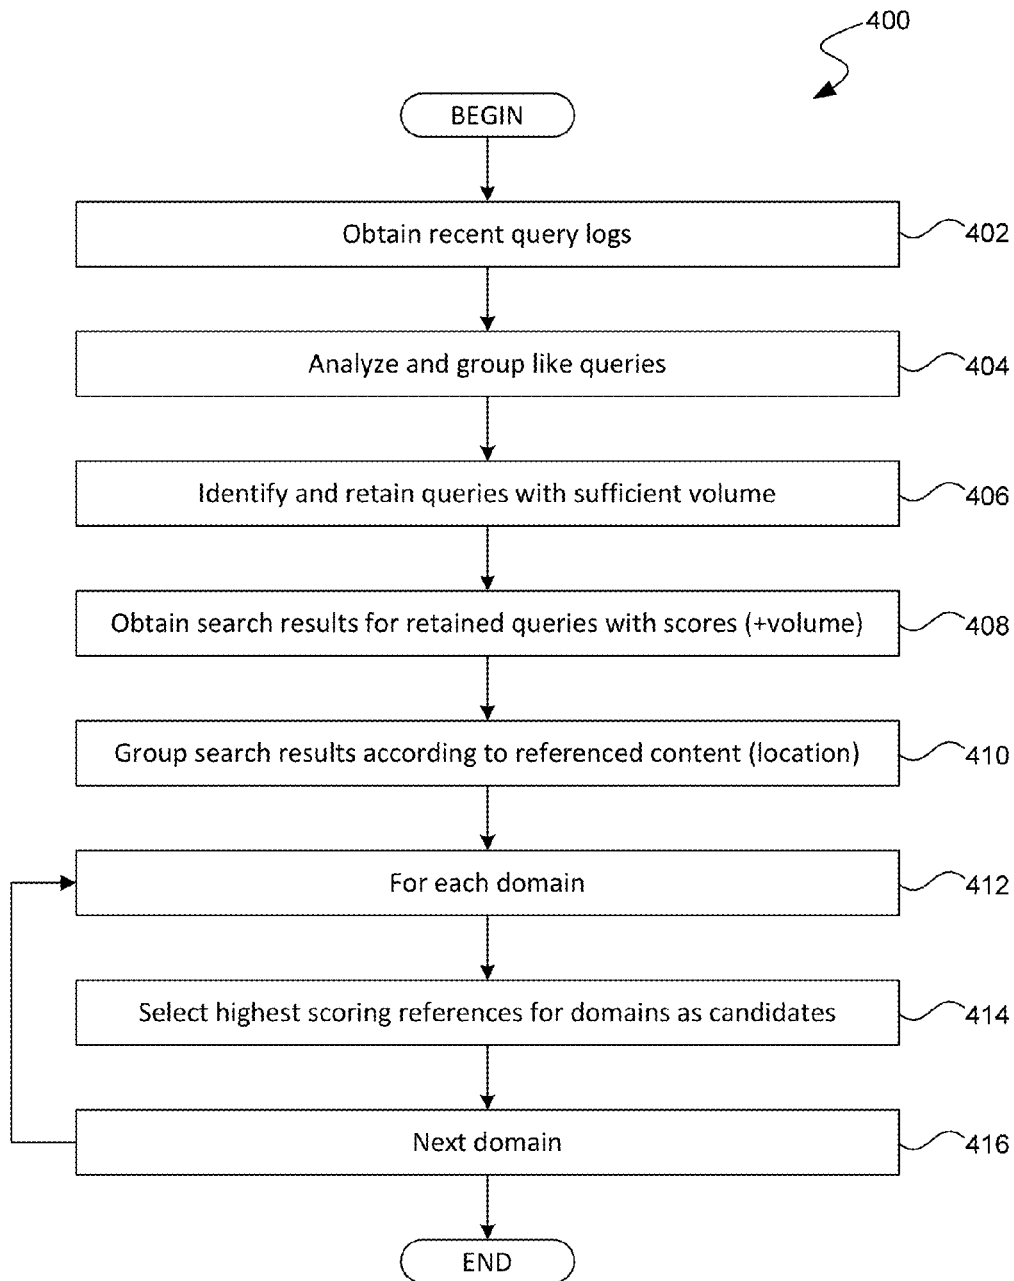 400
BEGIN
Obtain recent query logs
402
Analyze and group like queries
404
Identify and retain queries with sufficient volume
406
Obtain search results for retained queries with scores (+volume)
408
Group search results according to referenced content (location)
410
For each domain
412
Select highest scoring references for domains as candidates
414
Next domain
416
END